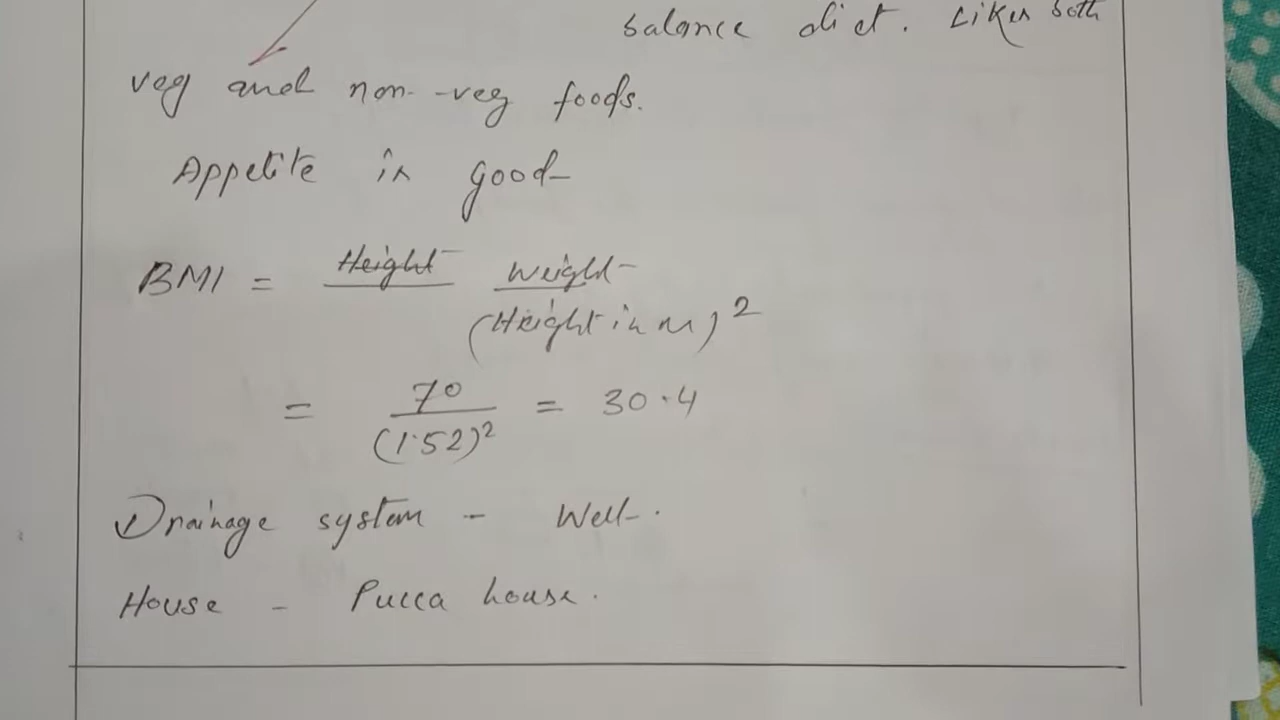 balance diet. Likes both
veg and non-veg foods.
Appetite is good
BMI = Height Weight
(Height in m)2
= 70 = 30.4
(1.52)2
Drainage system - Well.
House - Pucca house.